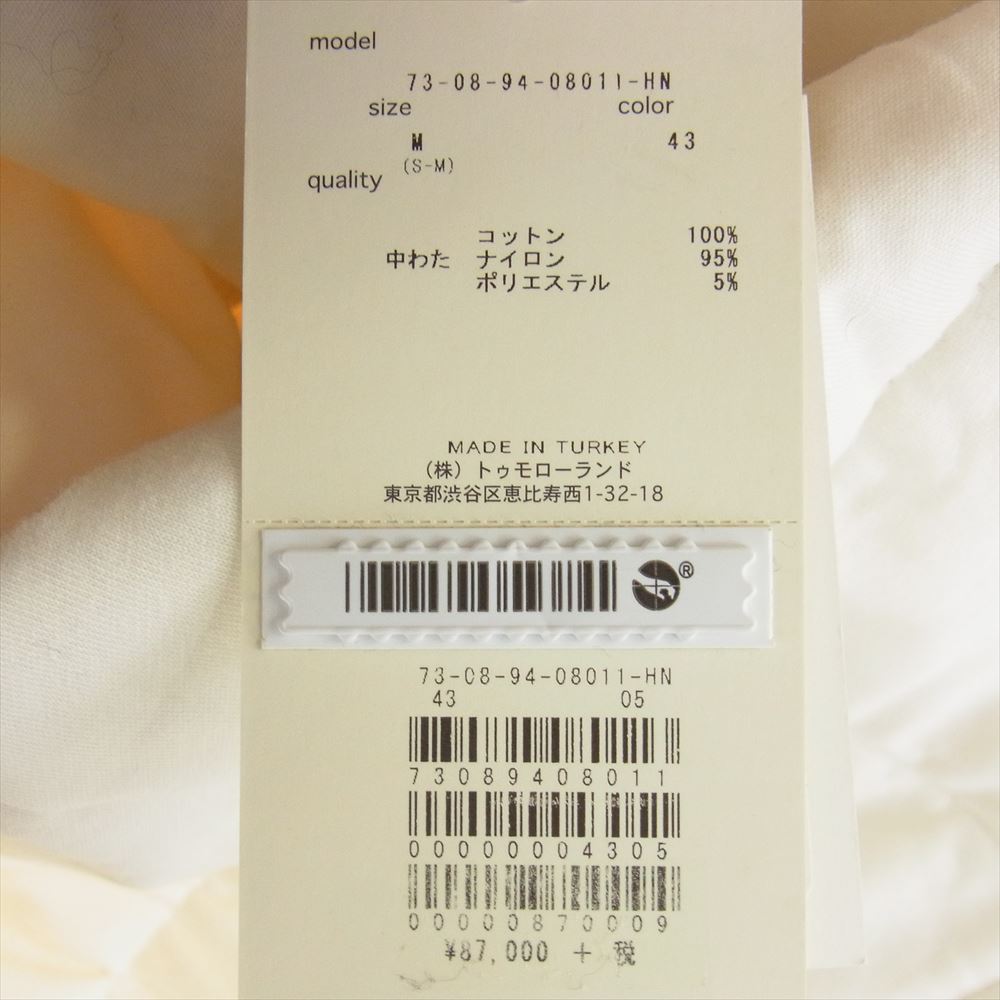 model
73-08-94-08011-HN
size color
M 43
(S-M)
quality
コットン 100%
中わた ナイロン 95%
ポリエステル 5%
MADE IN TURKEY
（株）トゥモローランド
東京都渋谷区恵比寿西1-32-18
®
73-08-94-08011-HN
43 05
73089408011
00000004305
00000870009
¥87,000 + 税